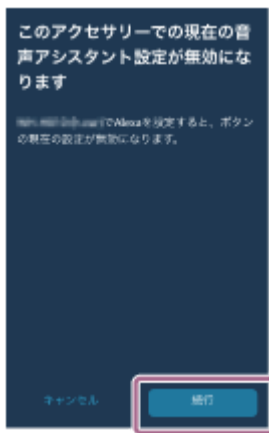 このアクセサリーでの現在の音
声アシスタント設定が無効にな
ります
でAlexaを設定すると、ボタン
の現在の設定が無効になります。
キャンセル
続行